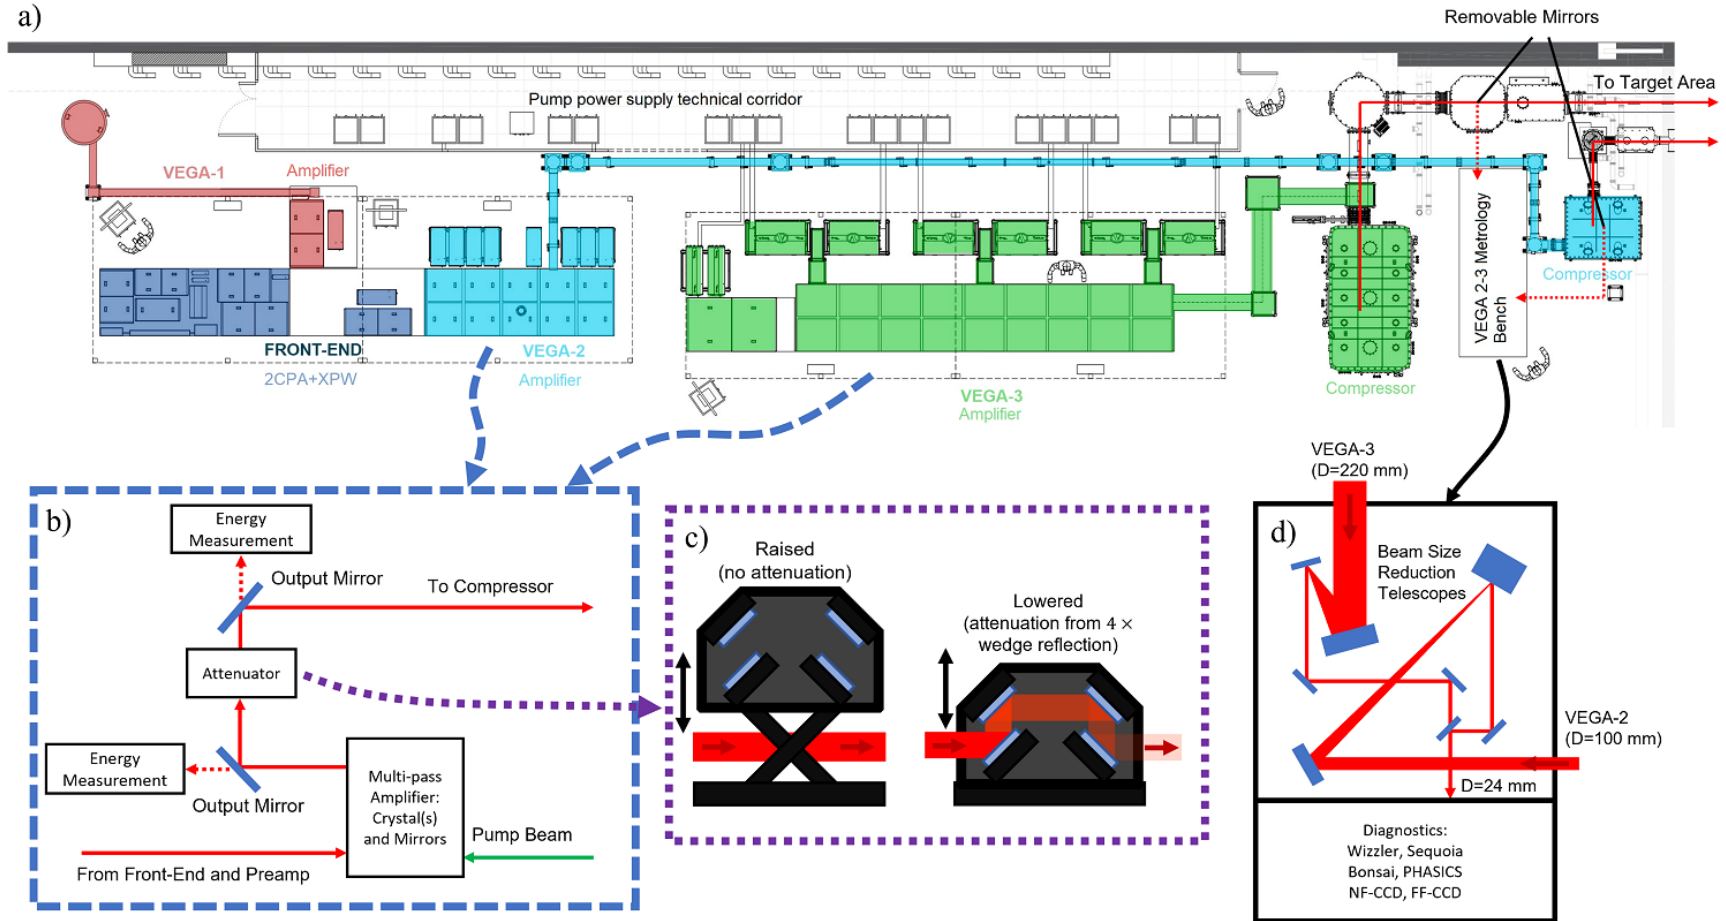 a)
Removable Mirrors
To Target Area
Pump power supply technical corridor
VEGA-1
Amplifier
FRONT-END
2CPA+XPW
VEGA-2
Amplifier
VEGA-3
Amplifier
Compressor
VEGA 2-3 Metrology
Bench
Compressor
b)
Energy
Measurement
Output Mirror
To Compressor
Attenuator
Energy
Measurement
Output Mirror
Multi-pass
Amplifier:
Crystal(s)
and Mirrors
Pump Beam
From Front-End and Preamp
c)
Raised
(no attenuation)
Lowered
(attenuation from 4 ×
wedge reflection)
VEGA-3
(D=220 mm)
d)
Beam Size
Reduction
Telescopes
VEGA-2
(D=100 mm)
D=24 mm
Diagnostics:
Wizzler, Sequoia
Bonsai, PHASICS
NF-CCD, FF-CCD